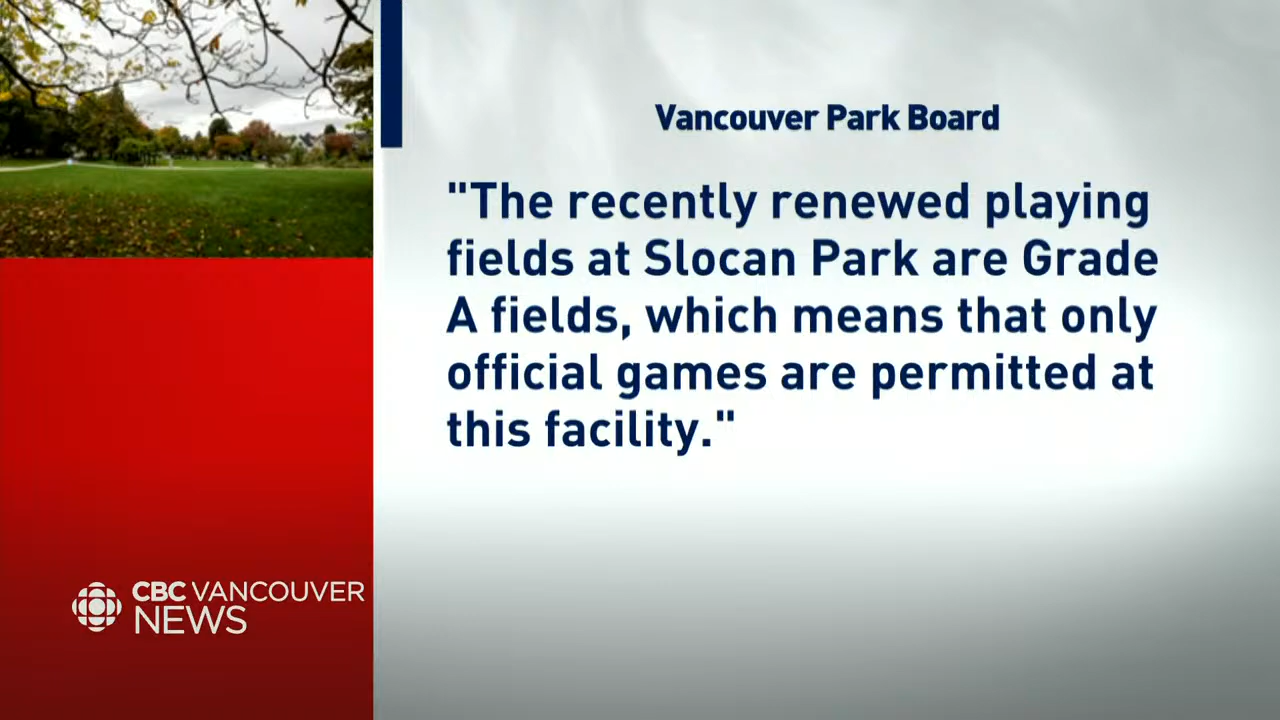 Vancouver Park Board
"The recently renewed playing
fields at Slocan Park are Grade
A fields, which means that only
official games are permitted at
this facility."
CBC VANCOUVER
NEWS